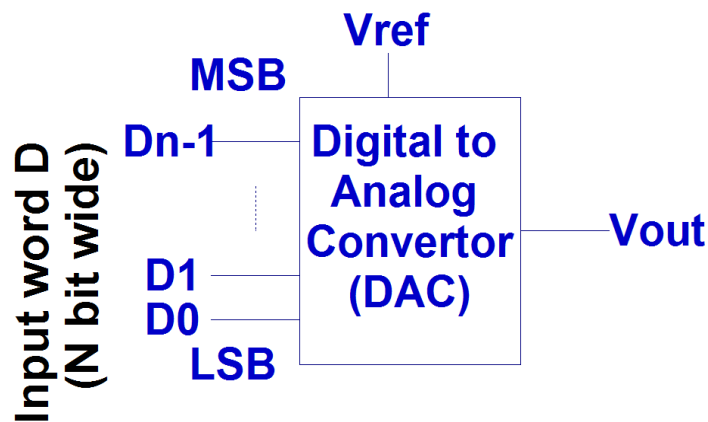 Vref
MSB
Dn-1
Digital to
Analog
Convertor
(DAC)
Vout
D1
D0
LSB
Input word D
(N bit wide)